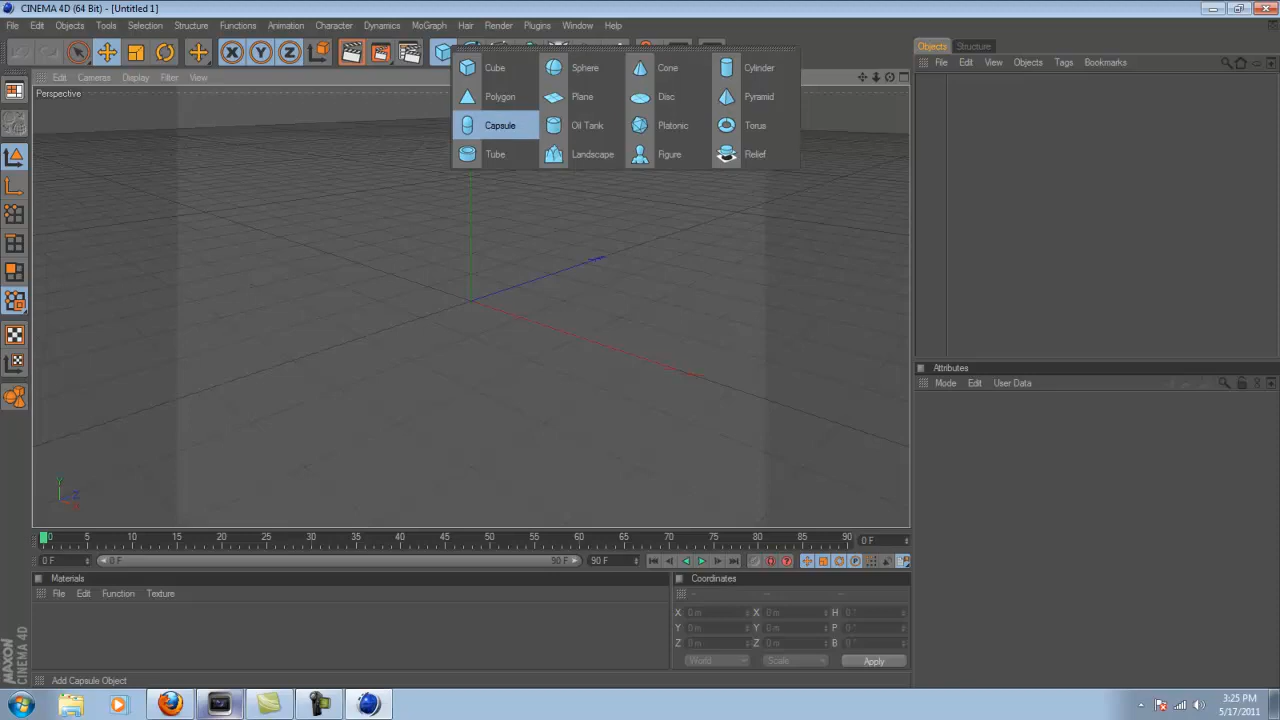 CINEMA 4D (64 Bit) - [Untitled 1]
File Edit Objects Tools Selection Structure Functions Animation Character Dynamics MoGraph Hair Render Plugins Window Help
X Y Z
Objects Structure
File Edit View Objects Tags Bookmarks
Edit Cameras Display Filter View
Perspective
Cube Sphere Cone Cylinder
Polygon Plane Disc Pyramid
Capsule Oil Tank Platonic Torus
Tube Landscape Figure Relief
Attributes
Mode Edit User Data
Y
Z
X
0 5 10 15 20 25 30 35 40 45 50 55 60 65 70 75 80 85 90 0 F
0 F 0 F 90 F 90 F
Materials
File Edit Function Texture
Coordinates
X 0 m X 0 m H 0 °
Y 0 m Y 0 m P 0 °
Z 0 m Z 0 m B 0 °
World Scale Apply
MAXON
CINEMA 4D
Add Capsule Object
3:25 PM
5/17/2011